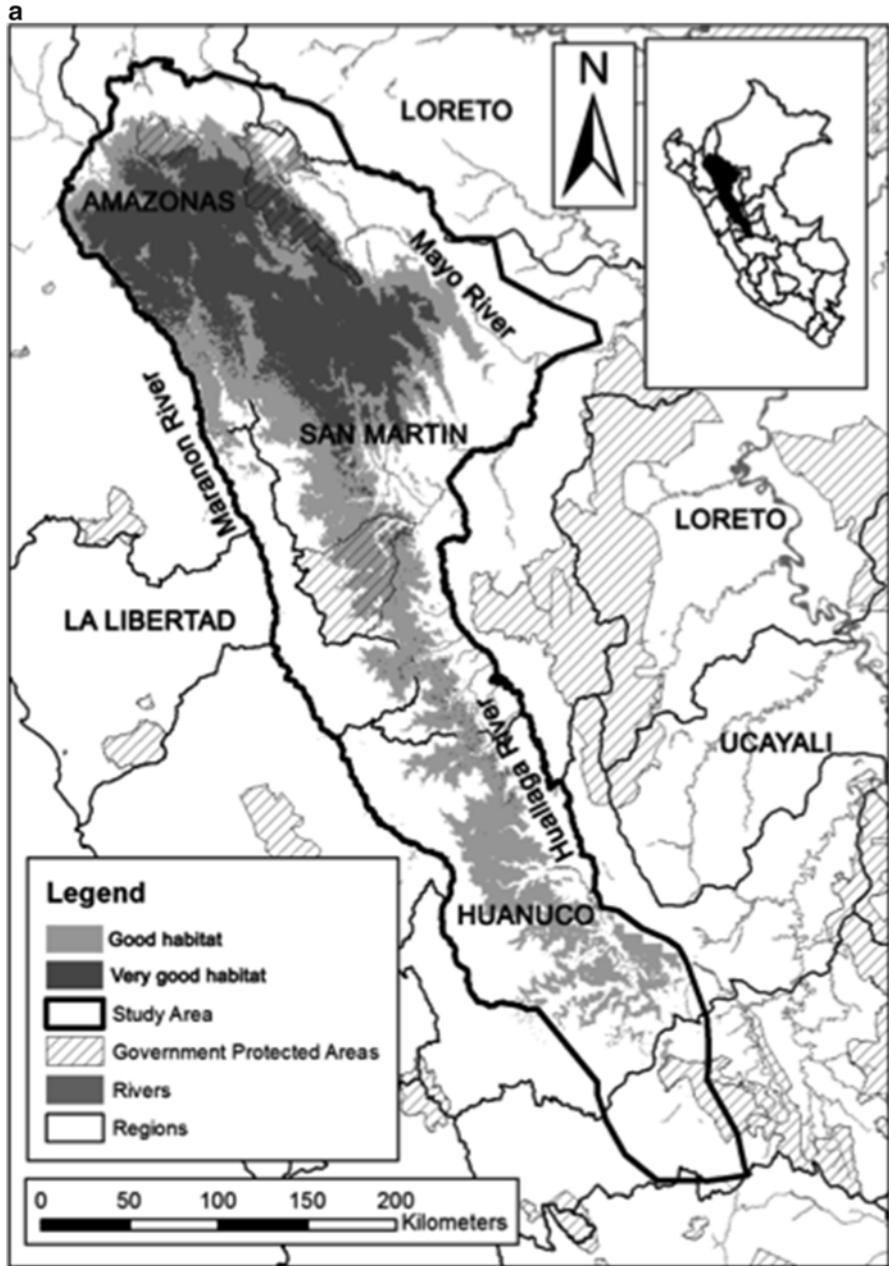 a
N
LORETO
AMAZONAS
Mayo River
Maranon River
SAN MARTIN
LORETO
LA LIBERTAD
Huallaga River
UCAYALI
HUANUCO
Legend
Good habitat
Very good habitat
Study Area
Government Protected Areas
Rivers
Regions
0 50 100 150 200
Kilometers